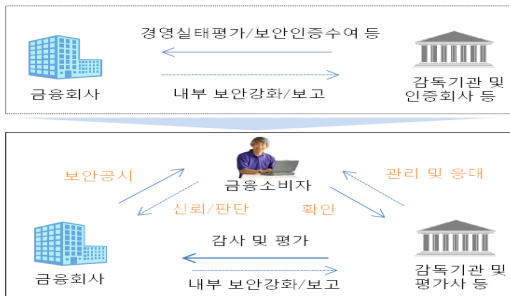 경영실태평가/보안인증수여 등
내부 보안강화/보고
금융회사
감독기관 및
인증회사 등
금융소비자
보안공시
관리 및 응대
신뢰/판단
확인
감사 및 평가
내부 보안강화/보고
금융회사
감독기관 및
평가사 등